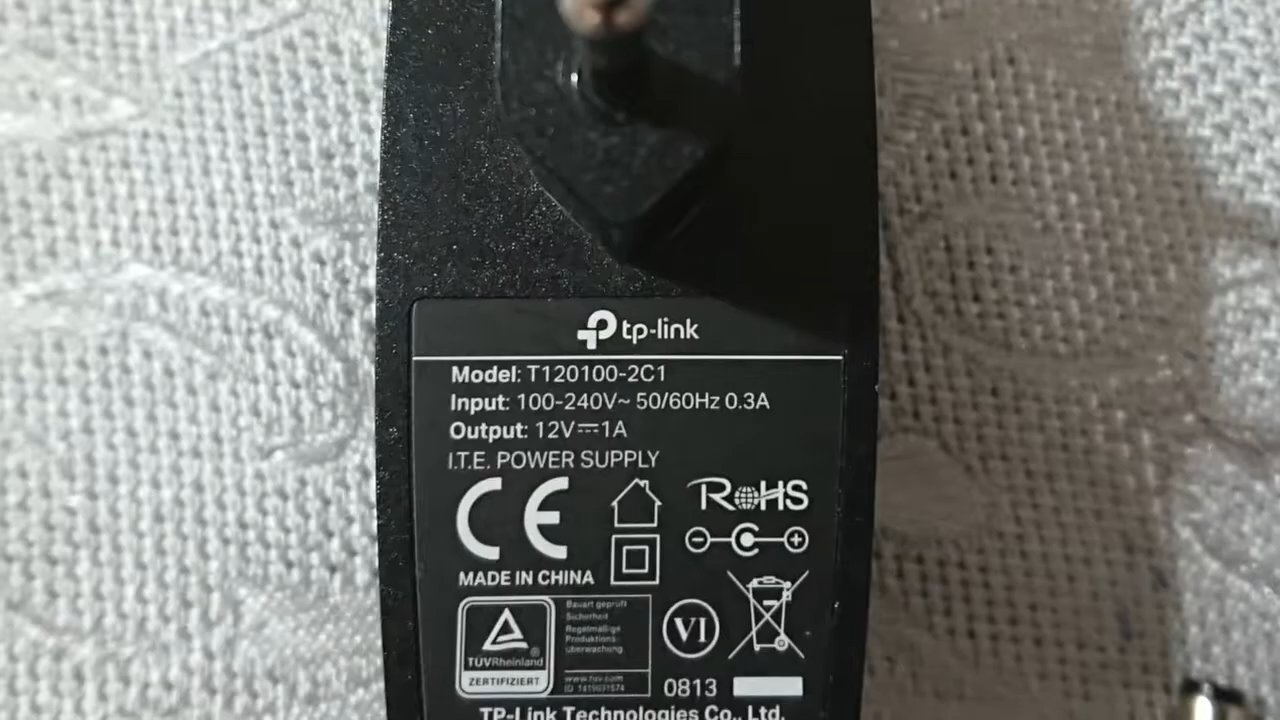 tp-link
Model: T120100-2C1
Input: 100-240V~ 50/60Hz 0.3A
Output: 12V⎓1A
I.T.E. POWER SUPPLY
CE
RoHS
MADE IN CHINA
TÜVRheinland
ZERTIFIZIERT
Bauart geprüft
Sicherheit
Regelmäßige
Produktions-
überwachung
www.tuv.com
ID
VI
0813
TP-Link Technologies Co., Ltd.